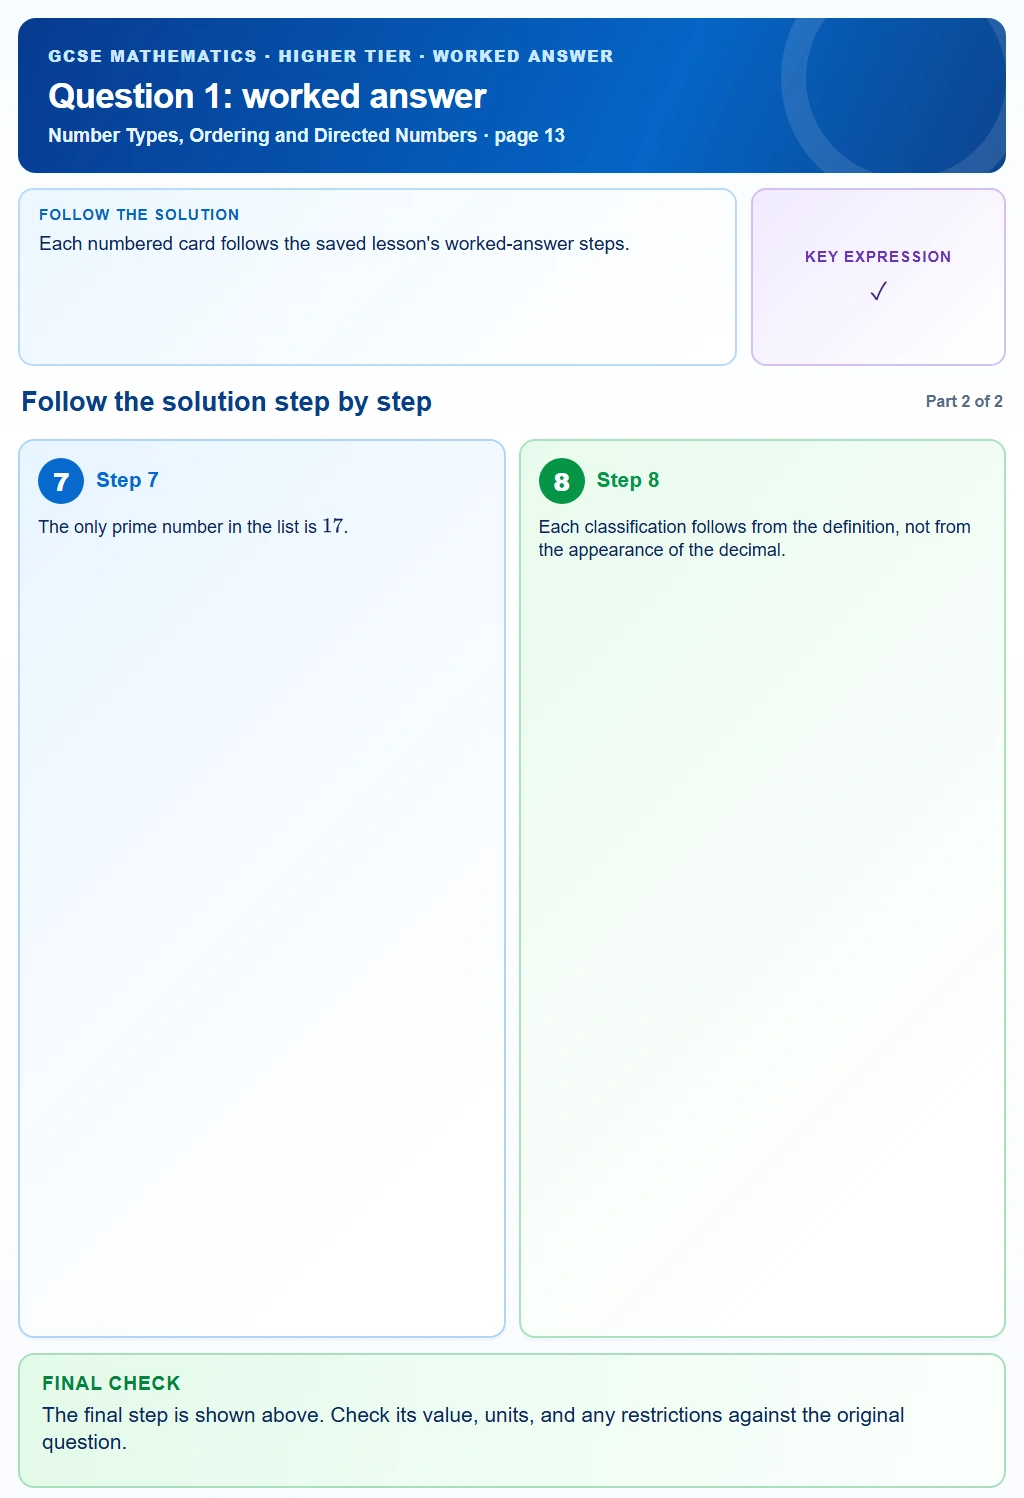 GCSE MATHEMATICS · HIGHER TIER · WORKED ANSWER
Question 1: worked answer
Number Types, Ordering and Directed Numbers · page 13
FOLLOW THE SOLUTION
Each numbered card follows the saved lesson's worked-answer steps.
KEY EXPRESSION
✓
Follow the solution step by step
Part 2 of 2
7
Step 7
The only prime number in the list is 17.
8
Step 8
Each classification follows from the definition, not from
the appearance of the decimal.
FINAL CHECK
The final step is shown above. Check its value, units, and any restrictions against the original
question.